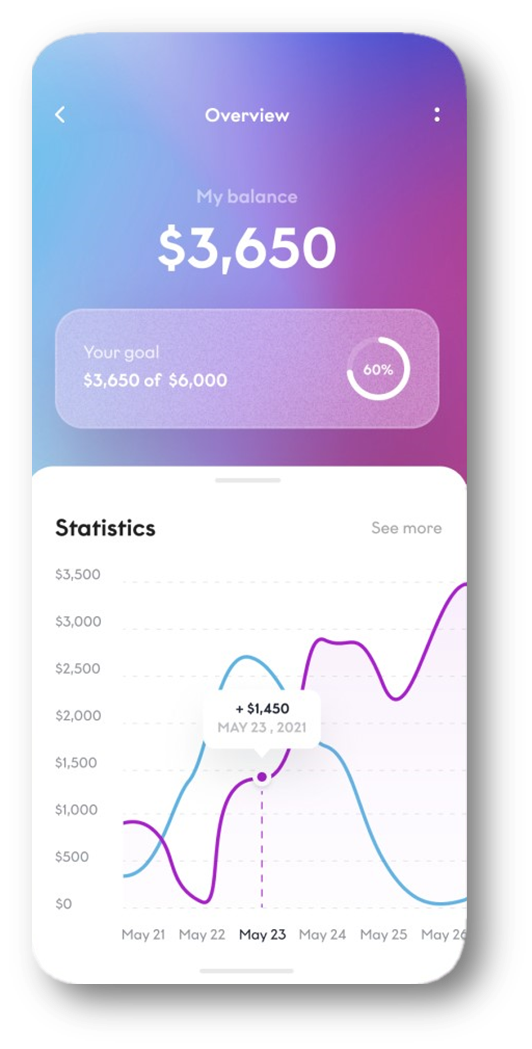 Overview
My balance
$3,650
Your goal
$3,650 of $6,000
60%
Statistics
See more
$3,500
$3,000
$2,500
$2,000
+ $1,450
MAY 23 , 2021
$1,500
$1,000
$500
$0
May 21
May 22
May 23
May 24
May 25
May 26